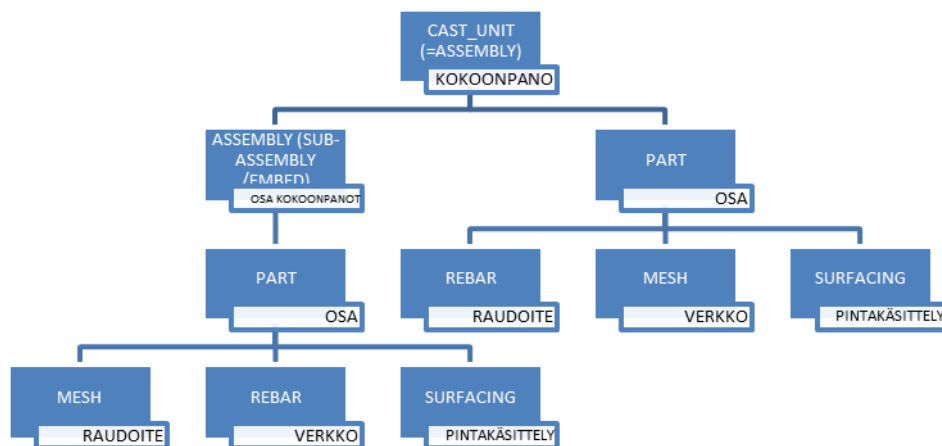 CAST_UNIT
(=ASSEMBLY)
KOKOONPANO
ASSEMBLY (SUB-
ASSEMBLY
/EMBED)
OSA KOKOONPANOT
PART
OSA
PART
OSA
REBAR
RAUDOITE
MESH
VERKKO
SURFACING
PINTAKÄSITTELY
MESH
RAUDOITE
REBAR
VERKKO
SURFACING
PINTAKÄSITTELY